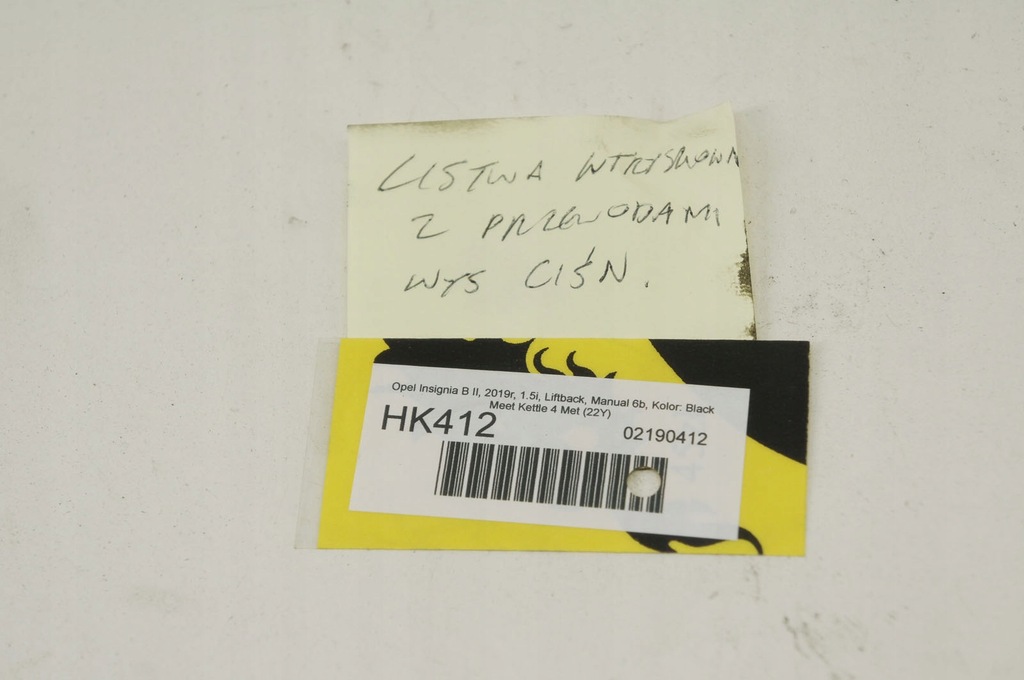 LISTWA WTRYSKOWA
Z PRZEWODAMI
WYS CIŚN.
Opel Insignia B II, 2019r, 1.5i, Liftback, Manual 6b, Kolor: Black
Meet Kettle 4 Met (22Y)
HK412
02190412